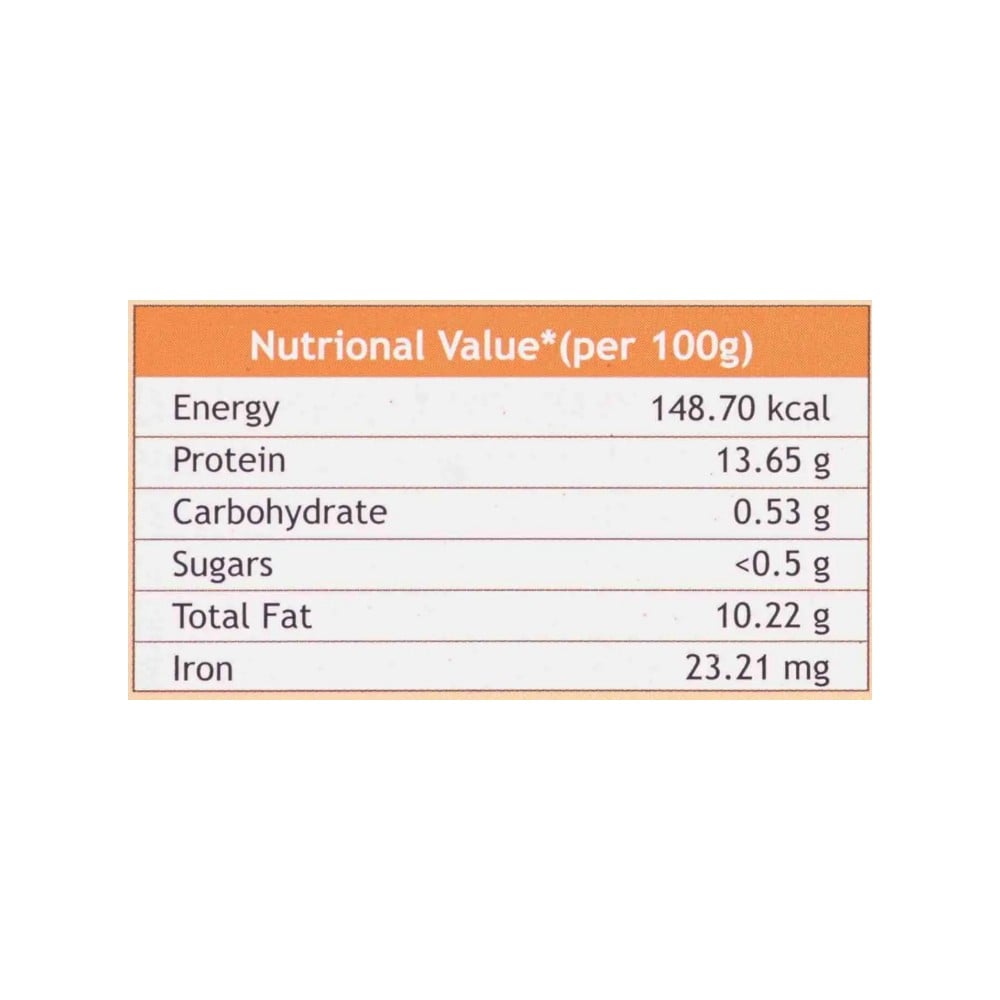 Nutrional Value*(per 100g)
Energy 148.70 kcal
Protein 13.65 g
Carbohydrate 0.53 g
Sugars <0.5 g
Total Fat 10.22 g
Iron 23.21 mg